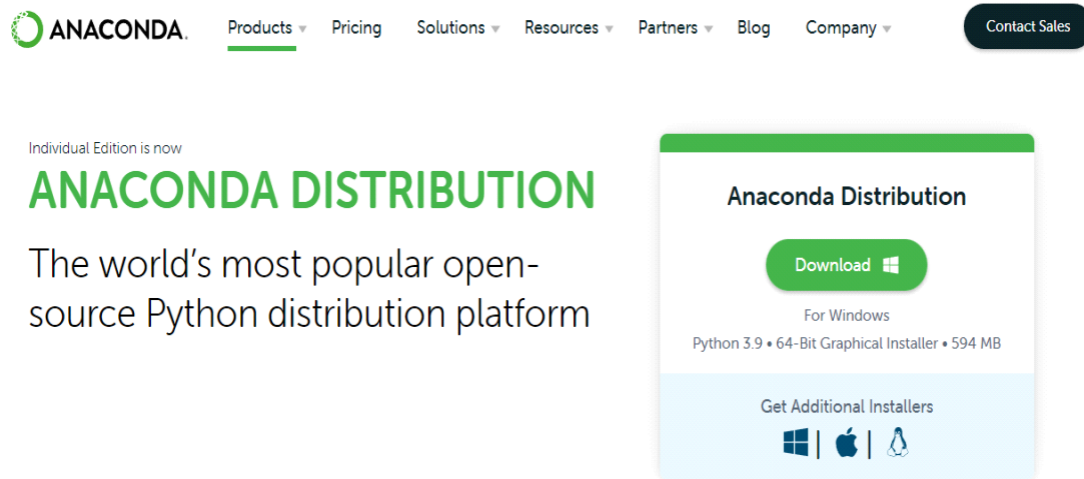 ANACONDA.
Products
Pricing
Solutions
Resources
Partners
Blog
Company
Contact Sales
Individual Edition is now
ANACONDA DISTRIBUTION
The world's most popular open-
source Python distribution platform
Anaconda Distribution
Download
For Windows
Python 3.9 • 64-Bit Graphical Installer • 594 MB
Get Additional Installers